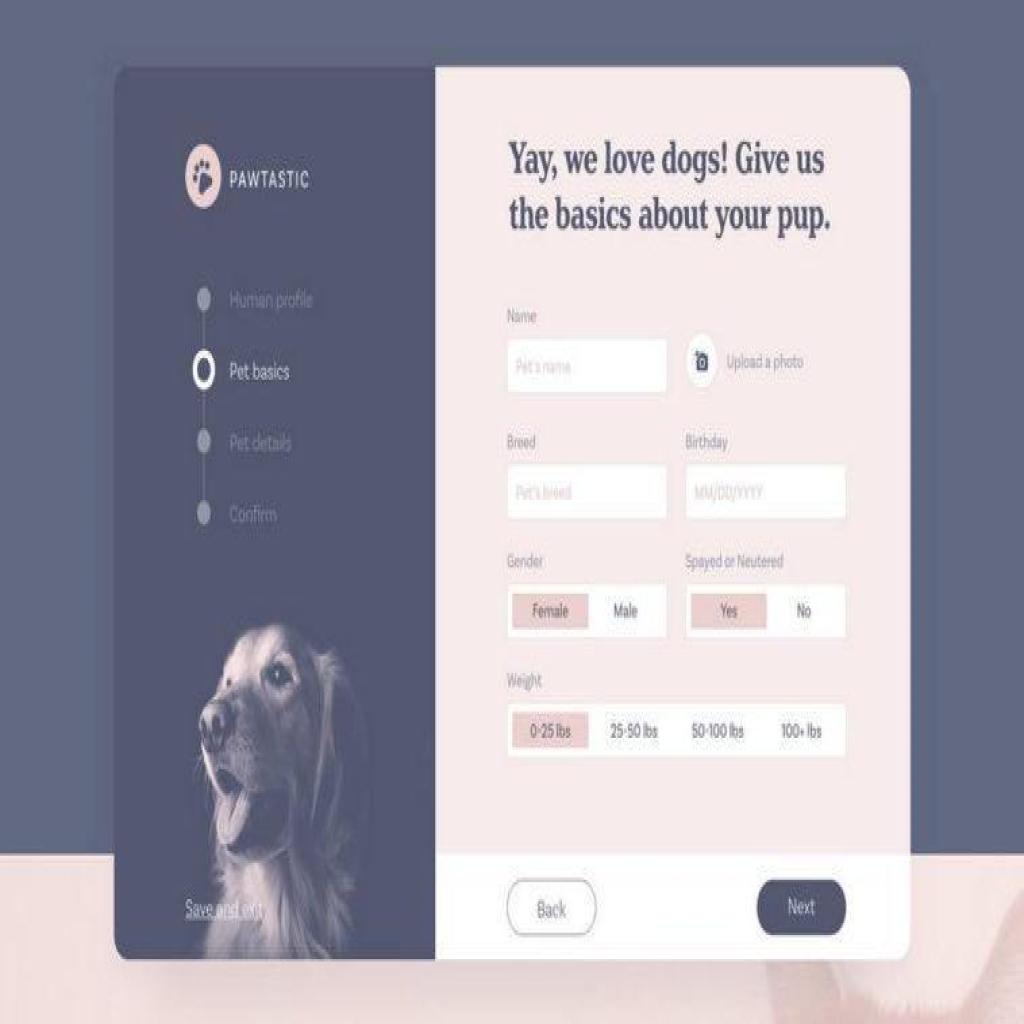 PAWTASTIC
Human profile
Pet basics
Pet details
Confirm
Save and exit
Yay, we love dogs! Give us
the basics about your pup.
Name
Pet's name
Upload a photo
Breed
Birthday
Pet's breed
MM/DD/YYYY
Gender
Spayed or Neutered
Female Male
Yes No
Weight
0-25 lbs 25-50 lbs 50-100 lbs 100+ lbs
Back
Next